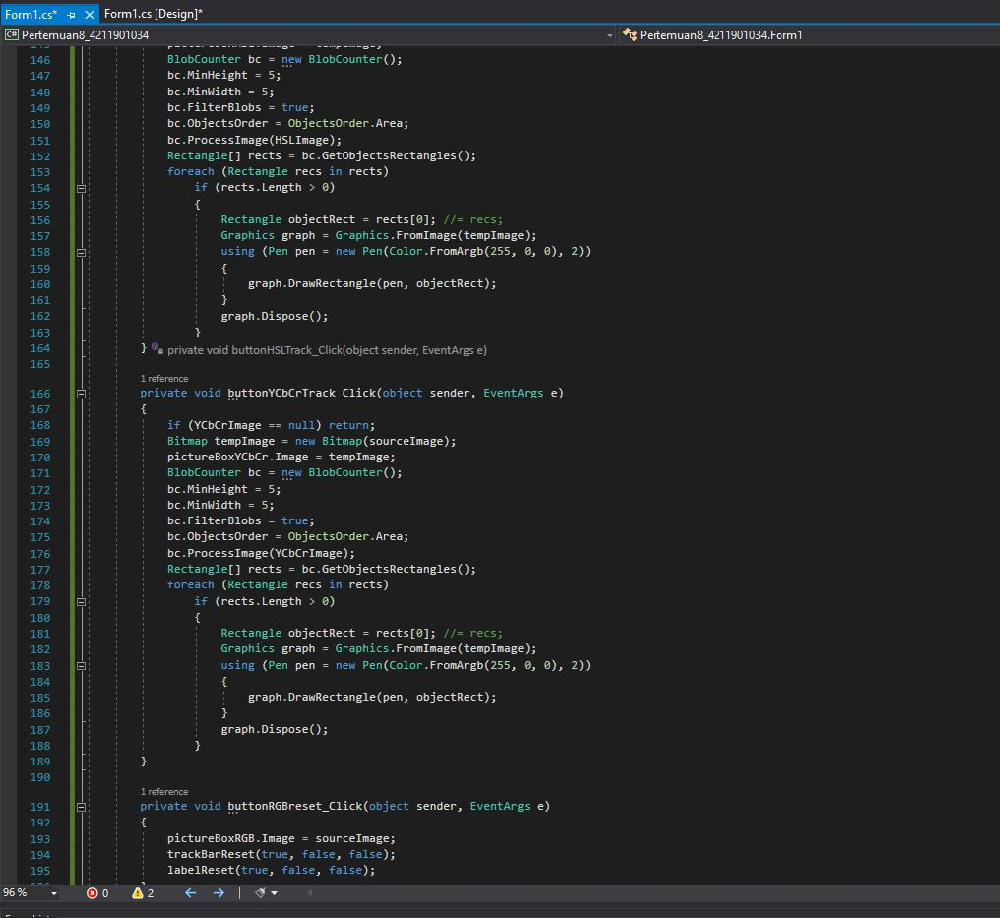 Form1.cs*
Form1.cs [Design]*
C# Pertemuan8_4211901034
Pertemuan8_4211901034.Form1
146 BlobCounter bc = new BlobCounter();
147 bc.MinHeight = 5;
148 bc.MinWidth = 5;
149 bc.FilterBlobs = true;
150 bc.ObjectsOrder = ObjectsOrder.Area;
151 bc.ProcessImage(HSLImage);
152 Rectangle[] rects = bc.GetObjectsRectangles();
153 foreach (Rectangle recs in rects)
154 if (rects.Length > 0)
155 {
156 Rectangle objectRect = rects[0]; //= recs;
157 Graphics graph = Graphics.FromImage(tempImage);
158 using (Pen pen = new Pen(Color.FromArgb(255, 0, 0), 2))
159 {
160 graph.DrawRectangle(pen, objectRect);
161 }
162 graph.Dispose();
163 }
164 } private void buttonHSLTrack_Click(object sender, EventArgs e)
165
1 reference
166 private void buttonYCbCrTrack_Click(object sender, EventArgs e)
167 {
168 if (YCbCrImage == null) return;
169 Bitmap tempImage = new Bitmap(sourceImage);
170 pictureBoxYCbCr.Image = tempImage;
171 BlobCounter bc = new BlobCounter();
172 bc.MinHeight = 5;
173 bc.MinWidth = 5;
174 bc.FilterBlobs = true;
175 bc.ObjectsOrder = ObjectsOrder.Area;
176 bc.ProcessImage(YCbCrImage);
177 Rectangle[] rects = bc.GetObjectsRectangles();
178 foreach (Rectangle recs in rects)
179 if (rects.Length > 0)
180 {
181 Rectangle objectRect = rects[0]; //= recs;
182 Graphics graph = Graphics.FromImage(tempImage);
183 using (Pen pen = new Pen(Color.FromArgb(255, 0, 0), 2))
184 {
185 graph.DrawRectangle(pen, objectRect);
186 }
187 graph.Dispose();
188 }
189 }
190
1 reference
191 private void buttonRGBreset_Click(object sender, EventArgs e)
192 {
193 pictureBoxRGB.Image = sourceImage;
194 trackBarReset(true, false, false);
195 labelReset(true, false, false);
96 %
0
2